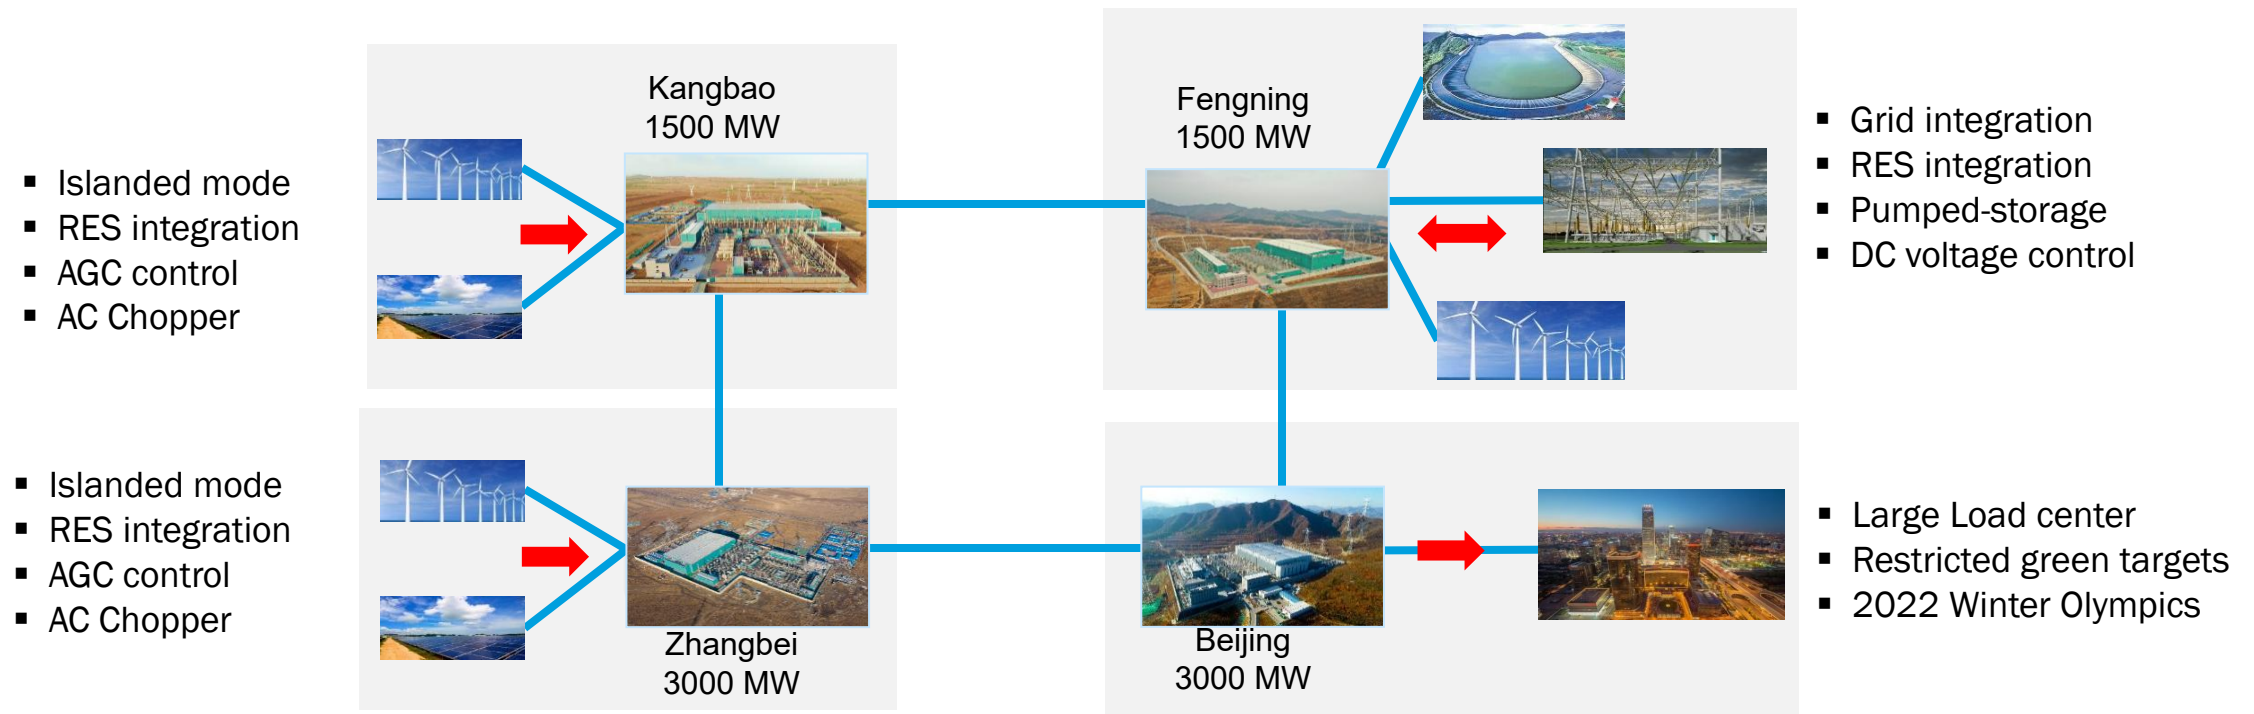 Kangbao
1500 MW
Fengning
1500 MW
▪ Islanded mode
▪ RES integration
▪ AGC control
▪ AC Chopper
▪ Grid integration
▪ RES integration
▪ Pumped-storage
▪ DC voltage control
▪ Islanded mode
▪ RES integration
▪ AGC control
▪ AC Chopper
Zhangbei
3000 MW
Beijing
3000 MW
▪ Large Load center
▪ Restricted green targets
▪ 2022 Winter Olympics